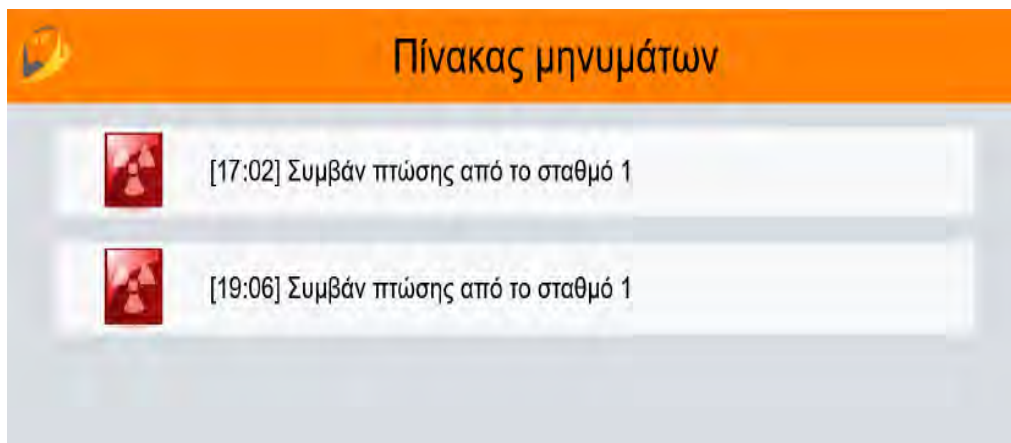 Πίνακας μηνυμάτων
[17:02] Συμβάν πτώσης από το σταθμό 1
[19:06] Συμβάν πτώσης από το σταθμό 1